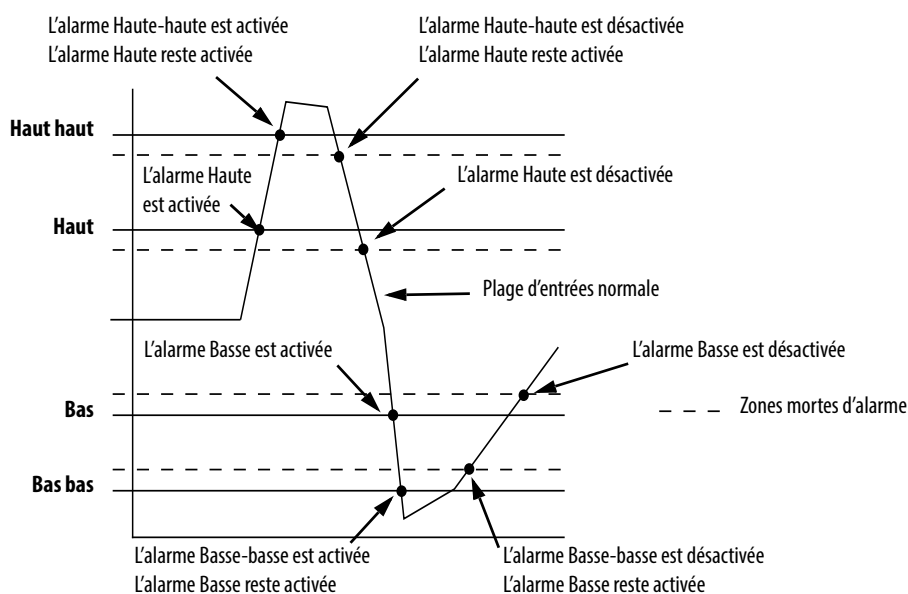 L'alarme Haute-haute est activée
L'alarme Haute reste activée
L'alarme Haute-haute est désactivée
L'alarme Haute reste activée
Haut haut
L'alarme Haute
est activée
L'alarme Haute est désactivée
Haut
Plage d'entrées normale
L'alarme Basse est activée
L'alarme Basse est désactivée
Bas
Zones mortes d'alarme
Bas bas
L'alarme Basse-basse est activée
L'alarme Basse reste activée
L'alarme Basse-basse est désactivée
L'alarme Basse reste activée